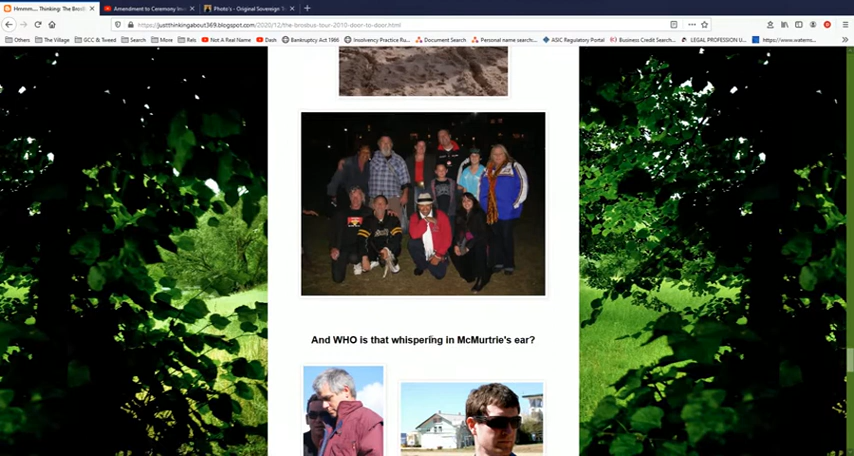 Hmmm.... Thinking: The Brosb
Amendment to Ceremony Inc
Photo's - Original Sovereign T
https://justthinkingabout369.blogspot.com/2020/12/the-brosbus-tour-2010-door-to-door.html
Others The Village GCC & Tweed Search More Rels Not A Real Name Dash Bankruptcy Act 1966 Insolvency Practice Ru... Document Search Personal name search... ASIC Regulatory Portal Business Credit Search... LEGAL PROFESSION U...
And WHO is that whispering in McMurtrie's ear?